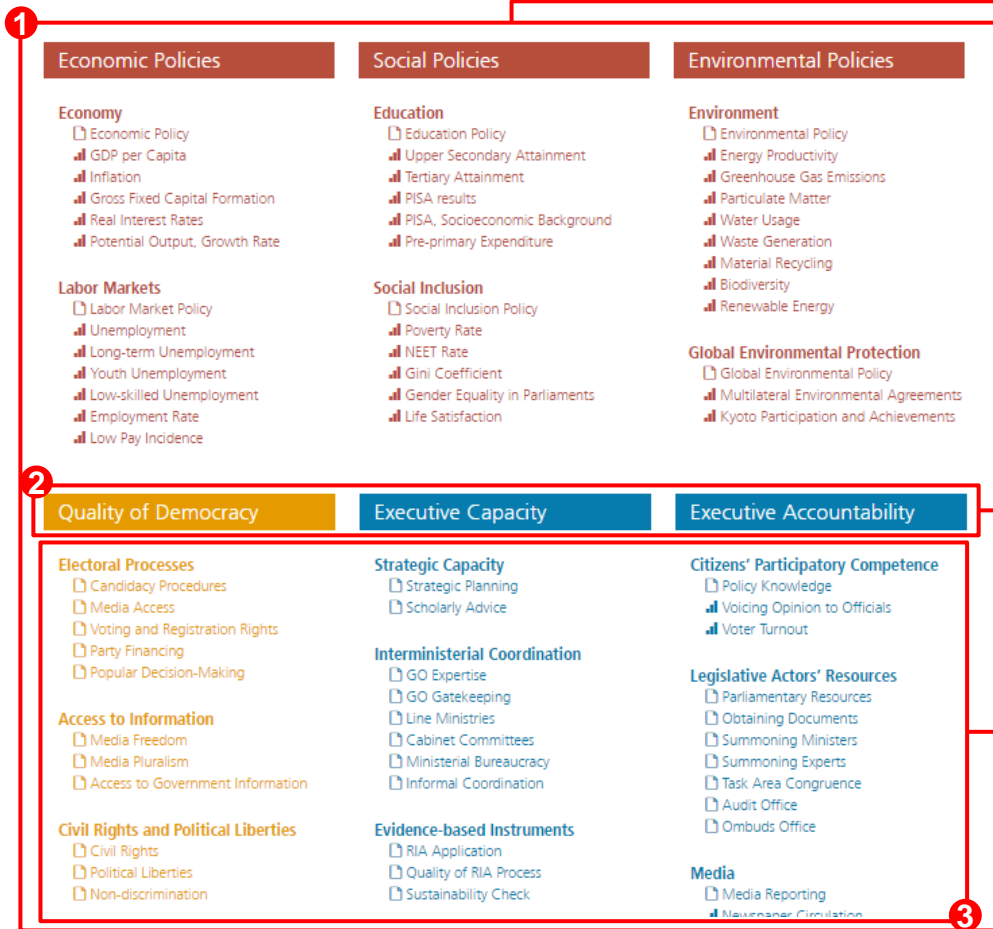 1
Economic Policies
Economy
Economic Policy
GDP per Capita
Inflation
Gross Fixed Capital Formation
Real Interest Rates
Potential Output, Growth Rate
Labor Markets
Labor Market Policy
Unemployment
Long-term Unemployment
Youth Unemployment
Low-skilled Unemployment
Employment Rate
Low Pay Incidence
Social Policies
Education
Education Policy
Upper Secondary Attainment
Tertiary Attainment
PISA results
PISA, Socioeconomic Background
Pre-primary Expenditure
Social Inclusion
Social Inclusion Policy
Poverty Rate
NEET Rate
Gini Coefficient
Gender Equality in Parliaments
Life Satisfaction
Environmental Policies
Environment
Environmental Policy
Energy Productivity
Greenhouse Gas Emissions
Particulate Matter
Water Usage
Waste Generation
Material Recycling
Biodiversity
Renewable Energy
Global Environmental Protection
Global Environmental Policy
Multilateral Environmental Agreements
Kyoto Participation and Achievements
2
Quality of Democracy
Electoral Processes
Candidacy Procedures
Media Access
Voting and Registration Rights
Party Financing
Popular Decision-Making
Access to Information
Media Freedom
Media Pluralism
Access to Government Information
Civil Rights and Political Liberties
Civil Rights
Political Liberties
Non-discrimination
Executive Capacity
Strategic Capacity
Strategic Planning
Scholarly Advice
Interministerial Coordination
GO Expertise
GO Gatekeeping
Line Ministries
Cabinet Committees
Ministerial Bureaucracy
Informal Coordination
Evidence-based Instruments
RIA Application
Quality of RIA Process
Sustainability Check
Executive Accountability
Citizens' Participatory Competence
Policy Knowledge
Voicing Opinion to Officials
Voter Turnout
Legislative Actors' Resources
Parliamentary Resources
Obtaining Documents
Summoning Ministers
Summoning Experts
Task Area Congruence
Audit Office
Ombuds Office
Media
Media Reporting
Newspaper Circulation
3